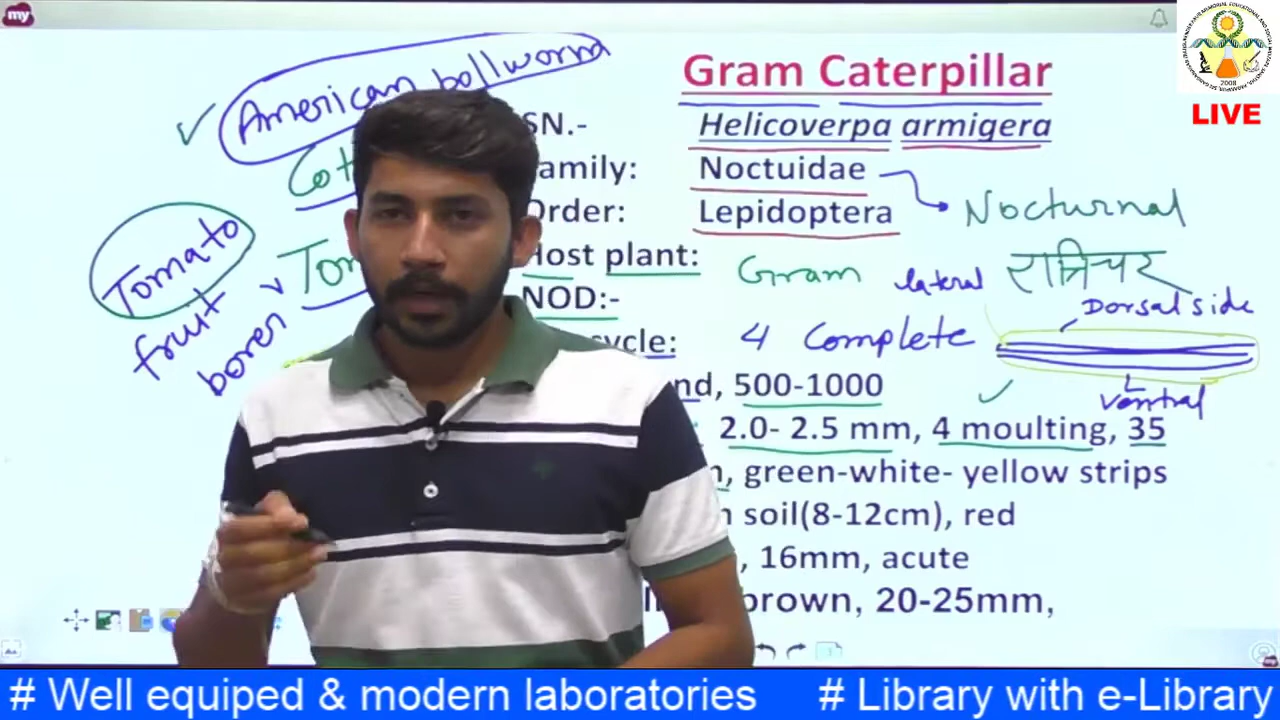 my
American bollworm
Tomato
fruit
borer
Gram Caterpillar
SN.- Helicoverpa armigera
Family: Noctuidae
Order: Lepidoptera
Nocturnal
रात्रिचर
Host plant: Gram
lateral
Dorsal side
NOD:-
cycle: 4 Complete
ventral
nd, 500-1000
2.0- 2.5 mm, 4 moulting, 35
green-white- yellow strips
soil(8-12cm), red
, 16mm, acute
brown, 20-25mm,
2008
LIVE
# Well equiped & modern laboratories # Library with e-Library